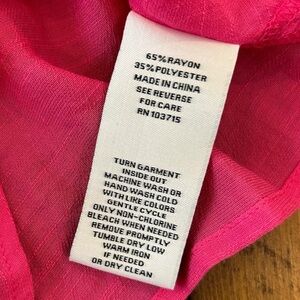 65% RAYON
35% POLYESTER
MADE IN CHINA
SEE REVERSE
FOR CARE
RN 103715
TURN GARMENT
INSIDE OUT
MACHINE WASH OR
HAND WASH COLD
WITH LIKE COLORS
GENTLE CYCLE
ONLY NON-CHLORINE
BLEACH WHEN NEEDED
REMOVE PROMPTLY
TUMBLE DRY LOW
WARM IRON
IF NEEDED
OR DRY CLEAN